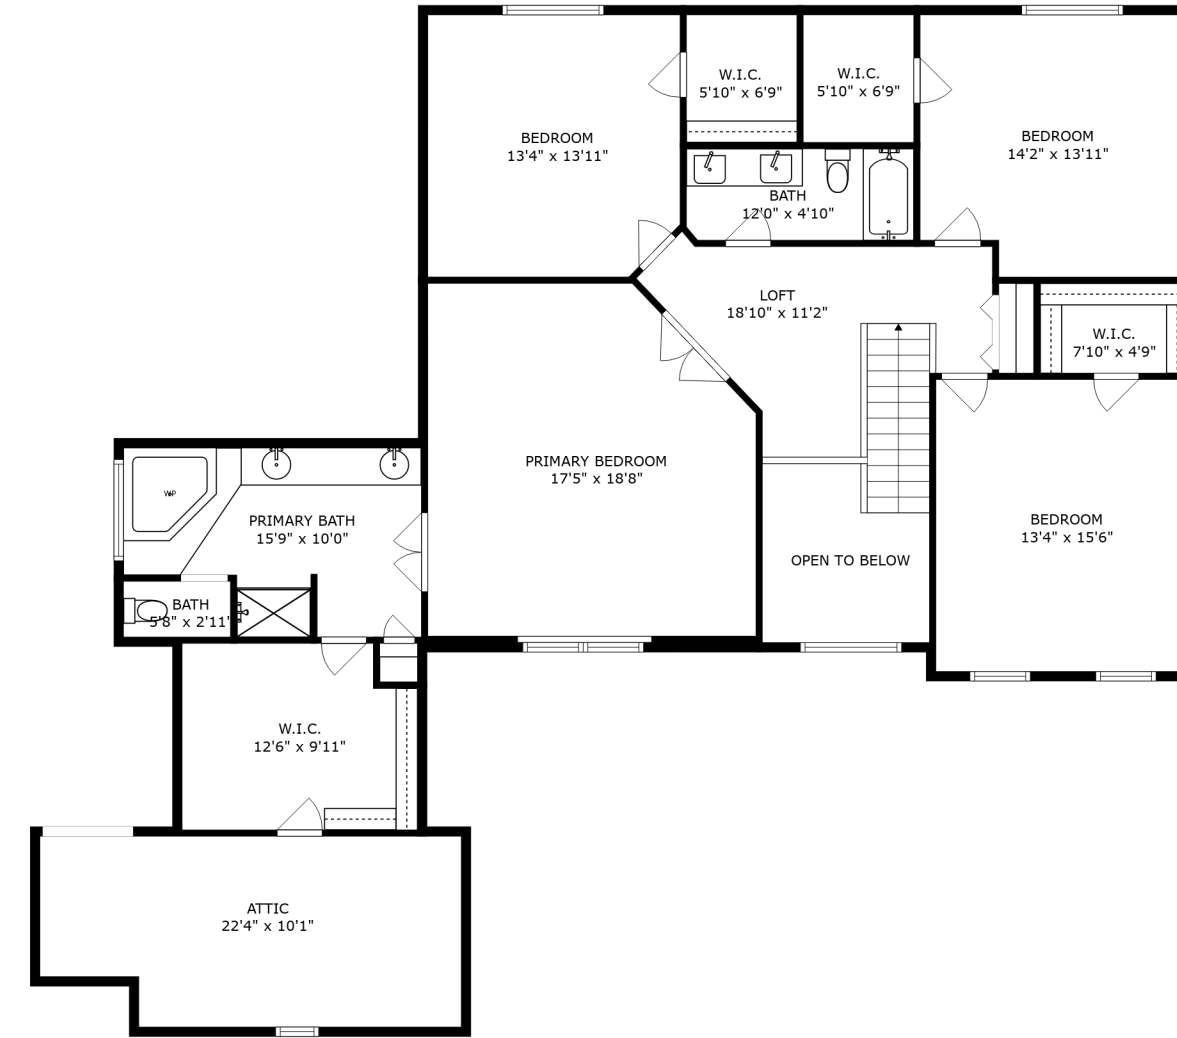 W.I.C.
5'10" x 6'9"
W.I.C.
5'10" x 6'9"
BEDROOM
13'4" x 13'11"
BEDROOM
14'2" x 13'11"
BATH
12'0" x 4'10"
LOFT
18'10" x 11'2"
W.I.C.
7'10" x 4'9"
PRIMARY BEDROOM
17'5" x 18'8"
WP
PRIMARY BATH
15'9" x 10'0"
BEDROOM
13'4" x 15'6"
OPEN TO BELOW
BATH
5'8" x 2'11"
W.I.C.
12'6" x 9'11"
ATTIC
22'4" x 10'1"